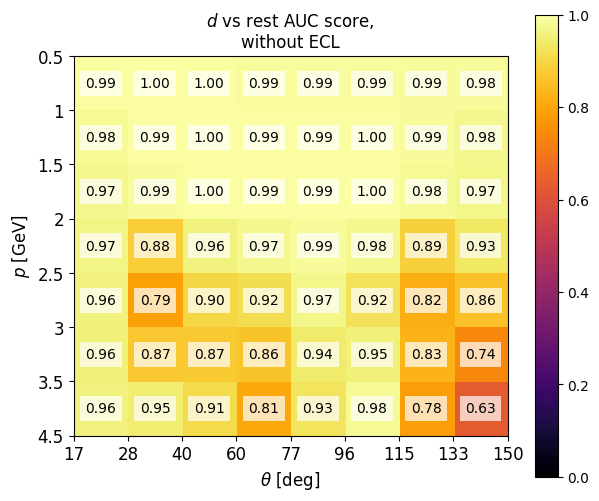 d vs rest AUC score,
without ECL
0.5
0.99 1.00 1.00 0.99 0.99 0.99 0.99 0.98
1
0.98 0.99 0.99 0.99 0.99 1.00 0.99 0.98
1.5
0.97 0.99 1.00 0.99 0.99 1.00 0.98 0.97
2
0.97 0.88 0.96 0.97 0.99 0.98 0.89 0.93
2.5
0.96 0.79 0.90 0.92 0.97 0.92 0.82 0.86
3
0.96 0.87 0.87 0.86 0.94 0.95 0.83 0.74
3.5
0.96 0.95 0.91 0.81 0.93 0.98 0.78 0.63
4.5
17 28 40 60 77 96 115 133 150
θ [deg]
p [GeV]
1.0
0.8
0.6
0.4
0.2
0.0